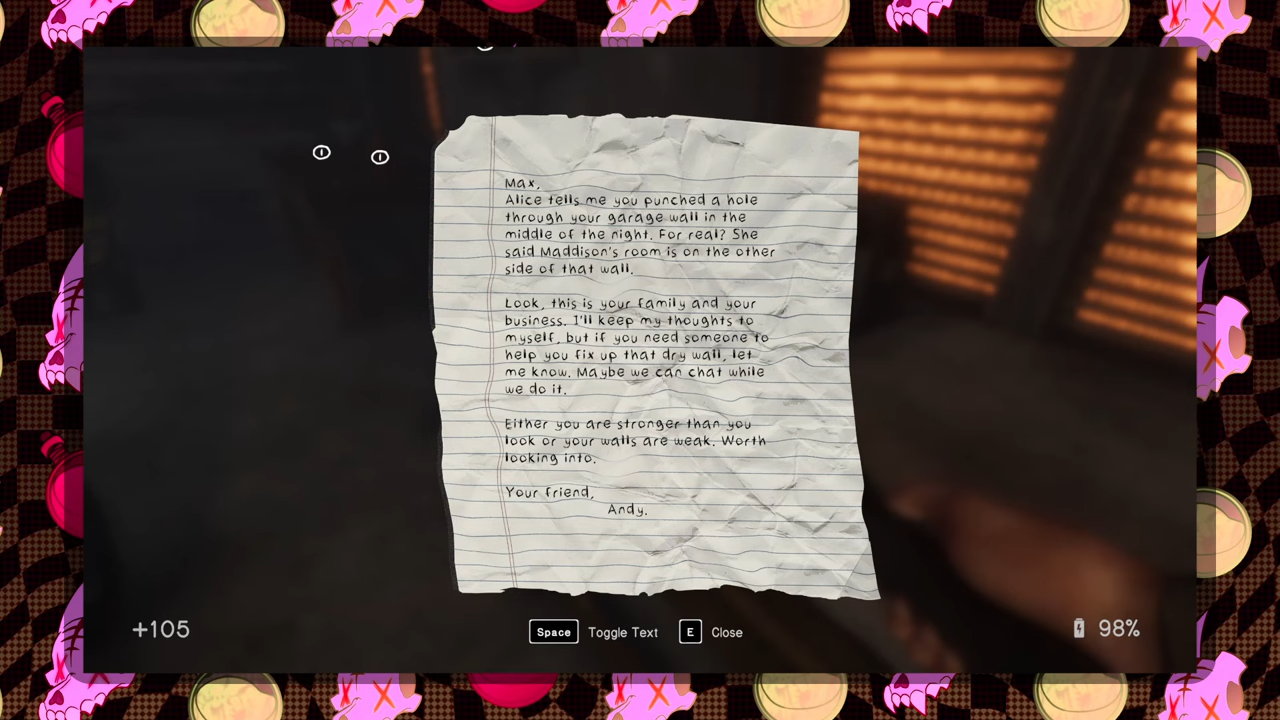 Max,
Alice tells me you punched a hole
through your garage wall in the
middle of the night. For real? She
said Maddison's room is on the other
side of that wall.
Look, this is your family and your
business. I'll keep my thoughts to
myself, but if you need someone to
help you fix up that dry wall, let
me know. Maybe we can chat while
we do it.
Either you are stronger than you
look or your walls are weak. Worth
looking into.
Your friend,
Andy.
+105
Space Toggle Text E Close
98%